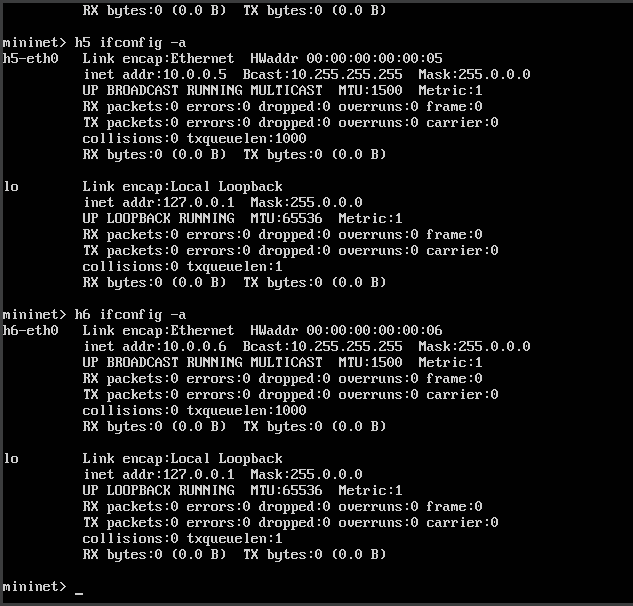 RX bytes:0 (0.0 B)  TX bytes:0 (0.0 B)
mininet> h5 ifconfig -a
h5-eth0   Link encap:Ethernet  HWaddr 00:00:00:00:00:05
          inet addr:10.0.0.5  Bcast:10.255.255.255  Mask:255.0.0.0
          UP BROADCAST RUNNING MULTICAST  MTU:1500  Metric:1
          RX packets:0 errors:0 dropped:0 overruns:0 frame:0
          TX packets:0 errors:0 dropped:0 overruns:0 carrier:0
          collisions:0 txqueuelen:1000
          RX bytes:0 (0.0 B)  TX bytes:0 (0.0 B)
lo        Link encap:Local Loopback
          inet addr:127.0.0.1  Mask:255.0.0.0
          UP LOOPBACK RUNNING  MTU:65536  Metric:1
          RX packets:0 errors:0 dropped:0 overruns:0 frame:0
          TX packets:0 errors:0 dropped:0 overruns:0 carrier:0
          collisions:0 txqueuelen:1
          RX bytes:0 (0.0 B)  TX bytes:0 (0.0 B)
mininet> h6 ifconfig -a
h6-eth0   Link encap:Ethernet  HWaddr 00:00:00:00:00:06
          inet addr:10.0.0.6  Bcast:10.255.255.255  Mask:255.0.0.0
          UP BROADCAST RUNNING MULTICAST  MTU:1500  Metric:1
          RX packets:0 errors:0 dropped:0 overruns:0 frame:0
          TX packets:0 errors:0 dropped:0 overruns:0 carrier:0
          collisions:0 txqueuelen:1000
          RX bytes:0 (0.0 B)  TX bytes:0 (0.0 B)
lo        Link encap:Local Loopback
          inet addr:127.0.0.1  Mask:255.0.0.0
          UP LOOPBACK RUNNING  MTU:65536  Metric:1
          RX packets:0 errors:0 dropped:0 overruns:0 frame:0
          TX packets:0 errors:0 dropped:0 overruns:0 carrier:0
          collisions:0 txqueuelen:1
          RX bytes:0 (0.0 B)  TX bytes:0 (0.0 B)
mininet> _